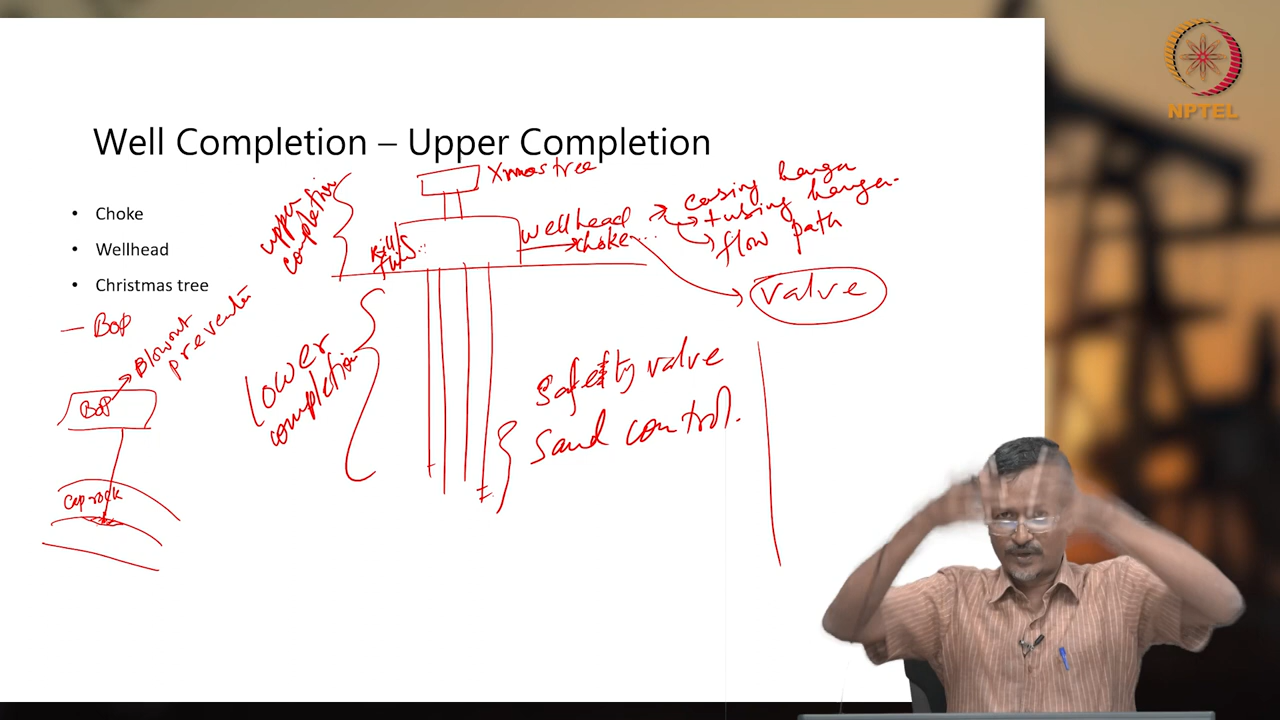 NPTEL
Well Completion – Upper Completion
Xmas tree
• Choke
• Wellhead
• Christmas tree
— BOP
upper
completion
kill
wellhead
choke...
casing hanger
tubing hanger
flow path
valve
Blowout
preventer
BOP
cap rock
Lower
completion
Safety valve
Sand control.